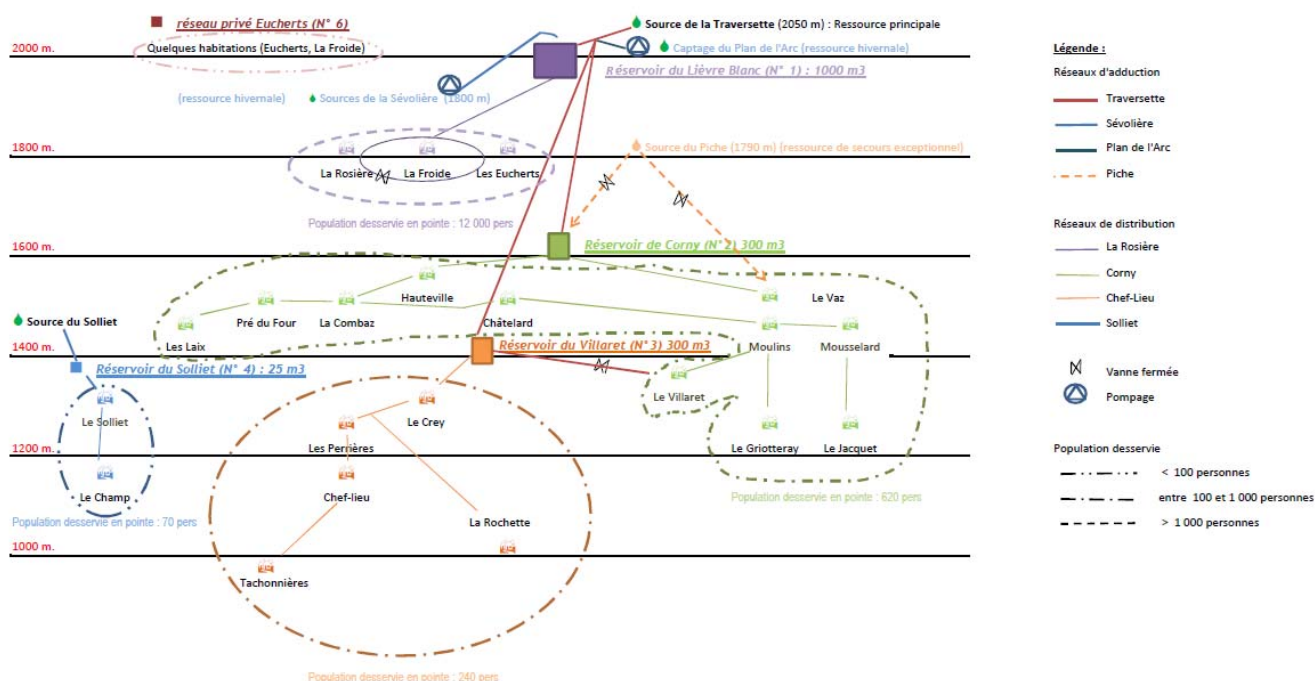 réseau privé Eucherts (N° 6)
Source de la Traversette (2050 m) : Ressource principale
2000 m.
Quelques habitations (Eucherts, La Froide)
Captage du Plan de l'Arc (ressource hivernale)
Réservoir du Lièvre Blanc (N° 1) : 1000 m3
(ressource hivernale)
Sources de la Sévolière (1800 m)
1800 m.
Source du Piche (1790 m) (ressource de secours exceptionnel)
La Rosière
La Froide
Les Eucherts
Population desservie en pointe : 12 000 pers
1600 m.
Réservoir de Corny (N°2) 300 m3
Hauteville
Le Vaz
Pré du Four
La Combaz
Châtelard
Source du Solliet
Les Laix
Moulins
Mousselard
1400 m.
Réservoir du Villaret (N°3) 300 m3
Réservoir du Solliet (N° 4) : 25 m3
Le Villaret
Le Solliet
Le Crey
Les Perrières
Le Griotteray
Le Jacquet
1200 m.
Le Champ
Chef-lieu
Population desservie en pointe : 620 pers
Population desservie en pointe : 70 pers
La Rochette
1000 m.
Tachonnières
Population desservie en pointe : 240 pers
Légende :
Réseaux d'adduction
Traversette
Sévolière
Plan de l'Arc
Piche
Réseaux de distribution
La Rosière
Corny
Chef-Lieu
Solliet
Vanne fermée
Pompage
Population desservie
< 100 personnes
entre 100 et 1 000 personnes
> 1 000 personnes